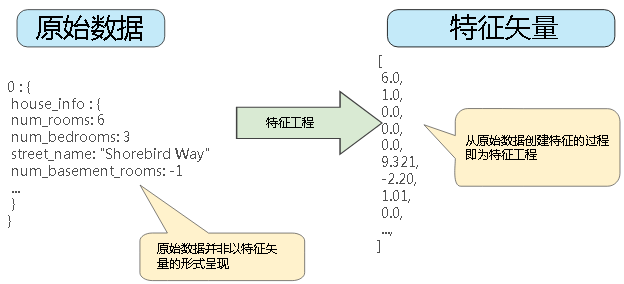 原始数据
特征矢量
0 : {
house_info : {
num_rooms: 6
num_bedrooms: 3
street_name: "Shorebird Way"
num_basement_rooms: -1
...
}
}
特征工程
[
6.0,
1.0,
0.0,
0.0,
0.0,
9.321,
-2.20,
1.01,
0.0,
...,
]
从原始数据创建特征的过程
即为特征工程
原始数据并非以特征矢
量的形式呈现